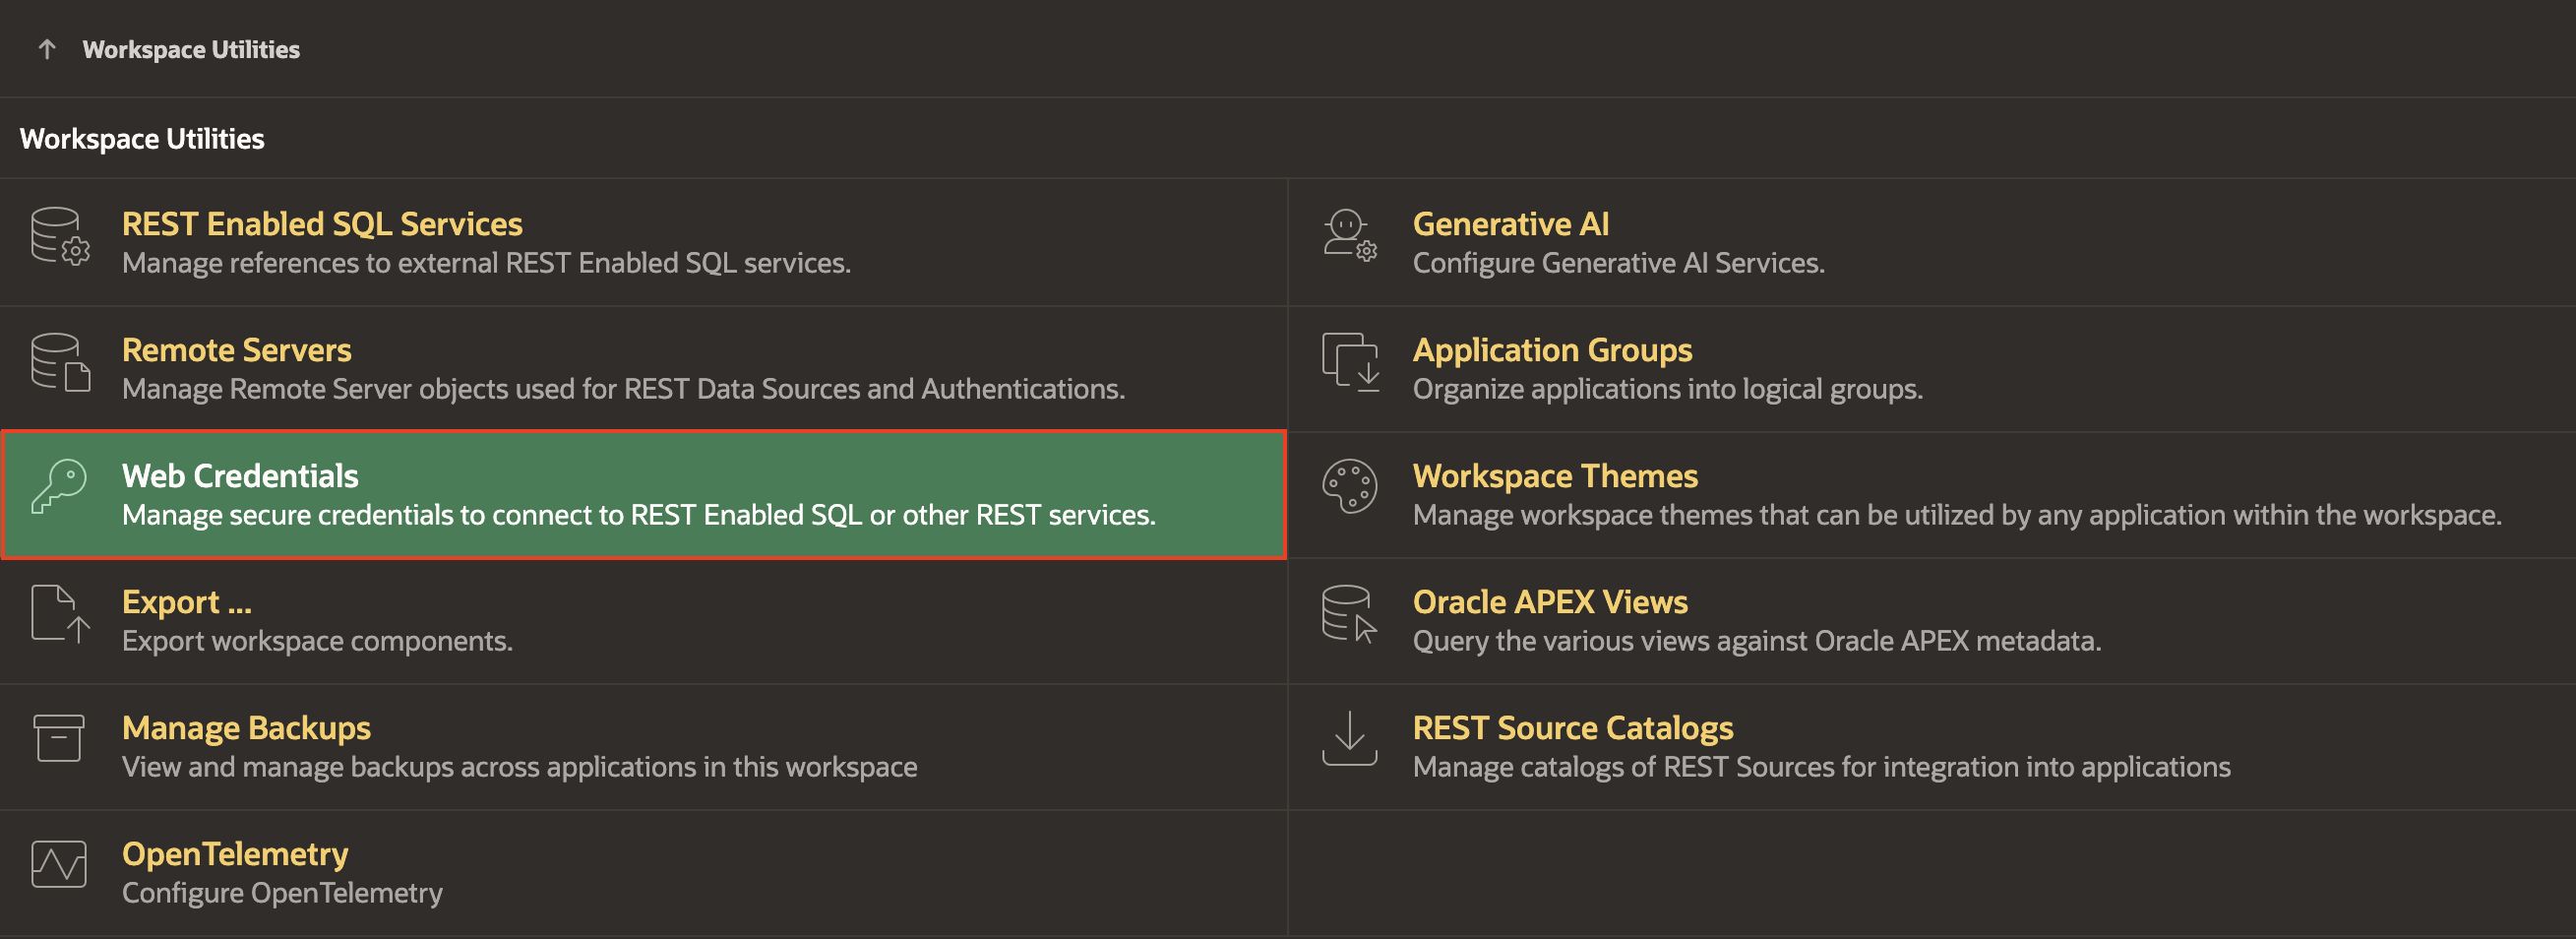 Workspace Utilities
Workspace Utilities
REST Enabled SQL Services
Manage references to external REST Enabled SQL services.
Generative AI
Configure Generative AI Services.
Remote Servers
Manage Remote Server objects used for REST Data Sources and Authentications.
Application Groups
Organize applications into logical groups.
Web Credentials
Manage secure credentials to connect to REST Enabled SQL or other REST services.
Workspace Themes
Manage workspace themes that can be utilized by any application within the workspace.
Export ...
Export workspace components.
Oracle APEX Views
Query the various views against Oracle APEX metadata.
Manage Backups
View and manage backups across applications in this workspace
REST Source Catalogs
Manage catalogs of REST Sources for integration into applications
OpenTelemetry
Configure OpenTelemetry